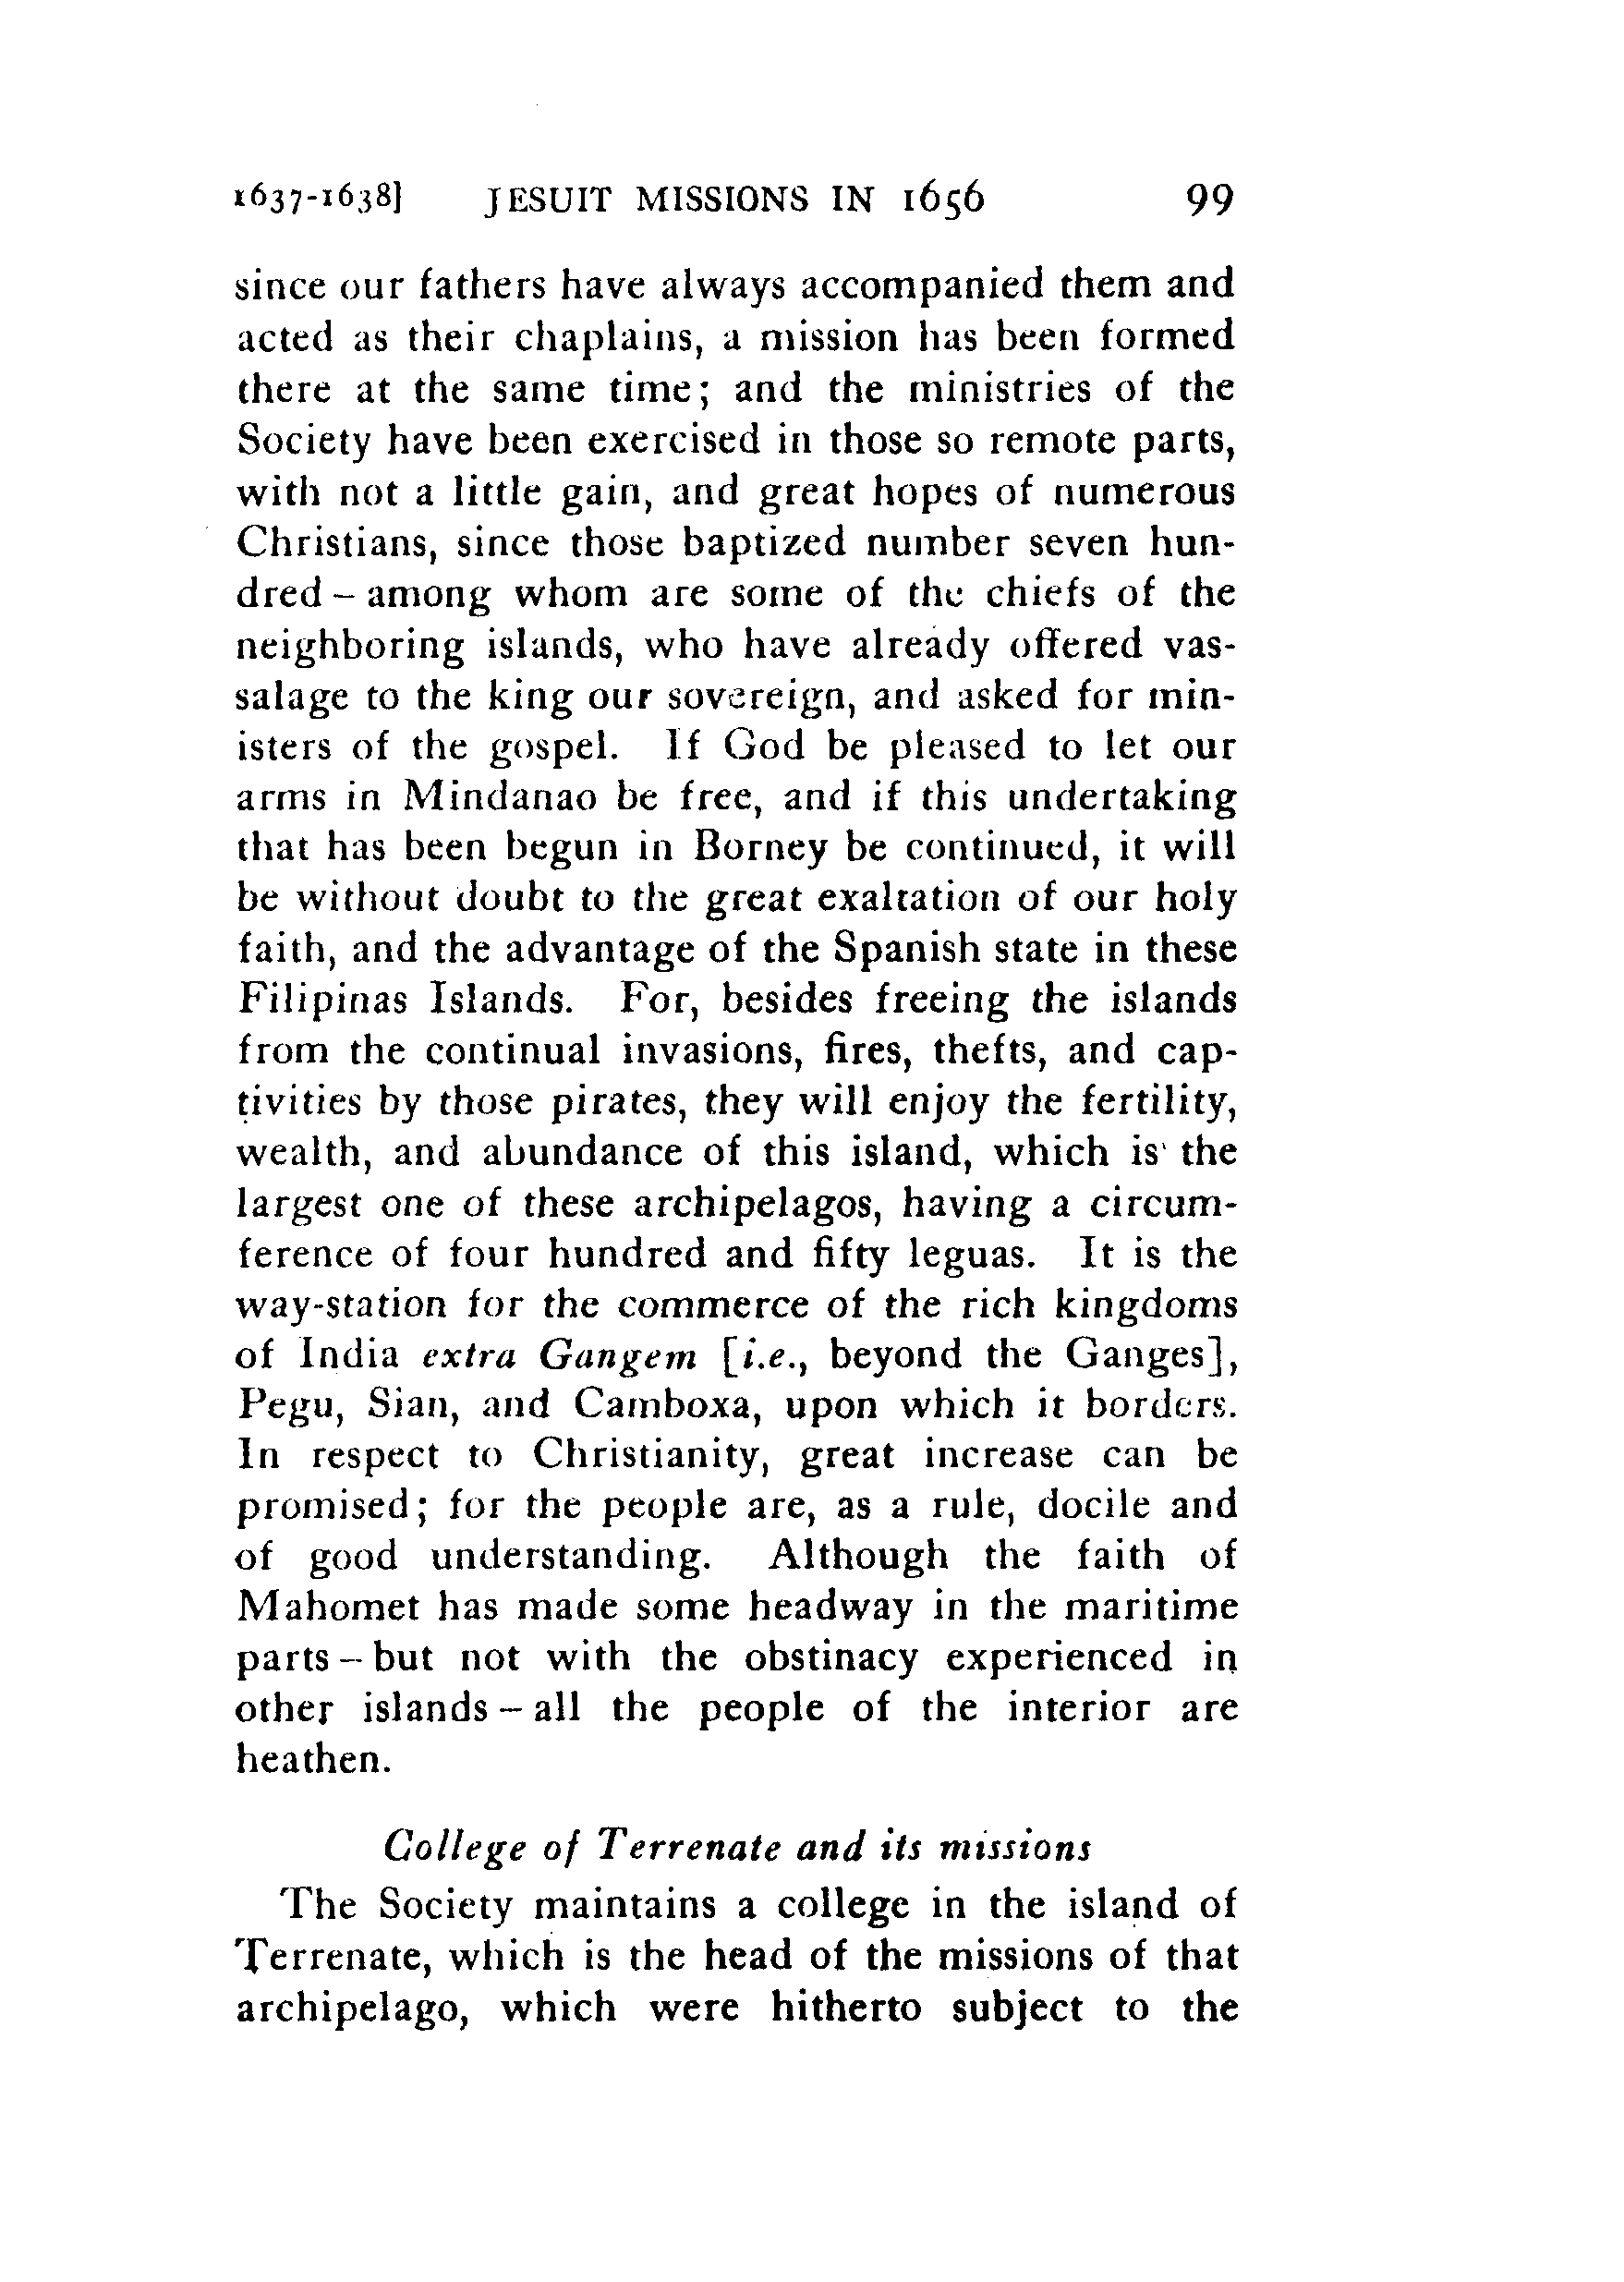 1637-1638] JESUIT MISSIONS IN 1656 99
since our fathers have always accompanied them and
acted as their chaplains, a mission has been formed
there at the same time; and the ministries of the
Society have been exercised in those so remote parts,
with not a little gain, and great hopes of numerous
Christians, since those baptized number seven hun-
dred – among whom are some of the chiefs of the
neighboring islands, who have already offered vas-
salage to the king our sovereign, and asked for min-
isters of the gospel. If God be pleased to let our
arms in Mindanao be free, and if this undertaking
that has been begun in Borney be continued, it will
be without doubt to the great exaltation of our holy
faith, and the advantage of the Spanish state in these
Filipinas Islands. For, besides freeing the islands
from the continual invasions, fires, thefts, and cap-
tivities by those pirates, they will enjoy the fertility,
wealth, and abundance of this island, which is the
largest one of these archipelagos, having a circum-
ference of four hundred and fifty leguas. It is the
way-station for the commerce of the rich kingdoms
of India extra Gangem [i.e., beyond the Ganges],
Pegu, Sian, and Camboxa, upon which it borders.
In respect to Christianity, great increase can be
promised; for the people are, as a rule, docile and
of good understanding. Although the faith of
Mahomet has made some headway in the maritime
parts – but not with the obstinacy experienced in
other islands – all the people of the interior are
heathen.
College of Terrenate and its missions
The Society maintains a college in the island of
Terrenate, which is the head of the missions of that
archipelago, which were hitherto subject to the